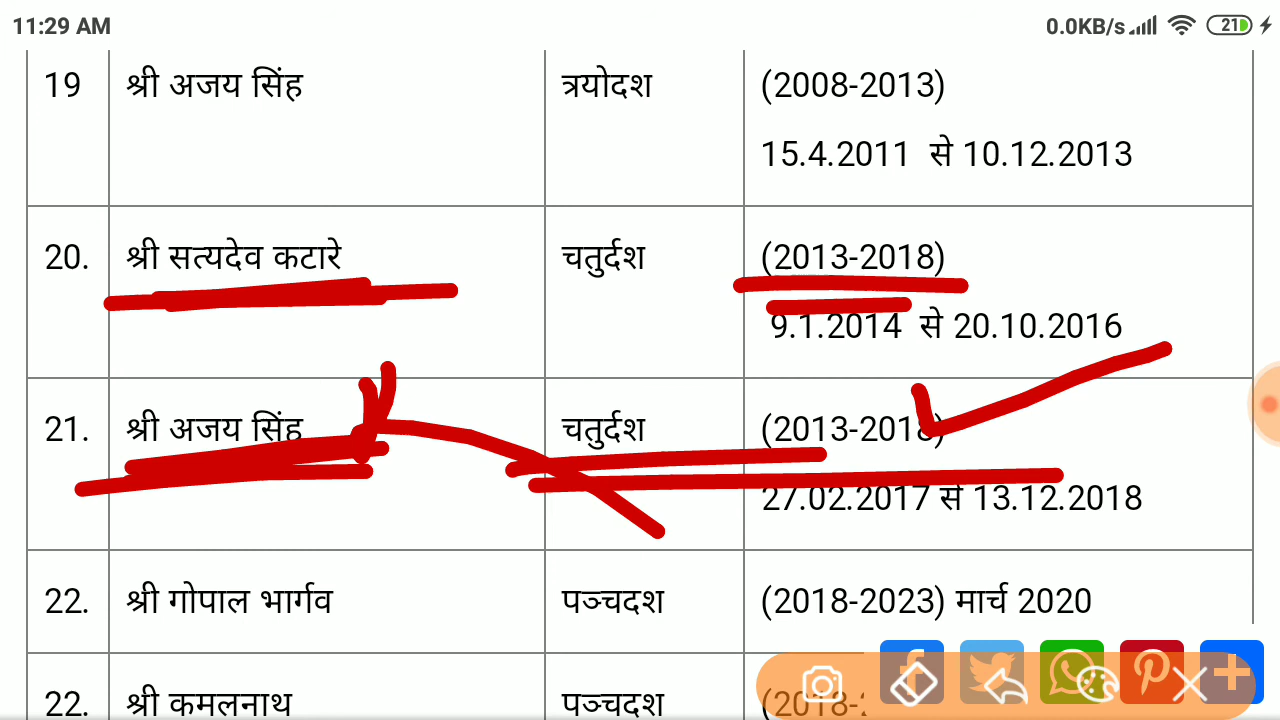 11:29 AM 0.0KB/s 21
19 श्री अजय सिंह त्रयोदश (2008-2013)
15.4.2011 से 10.12.2013
20. श्री सत्यदेव कटारे चतुर्दश (2013-2018)
9.1.2014 से 20.10.2016
21. श्री अजय सिंह चतुर्दश (2013-2018)
27.02.2017 से 13.12.2018
22. श्री गोपाल भार्गव पञ्चदश (2018-2023) मार्च 2020
22. श्री कमलनाथ पञ्चदश (2018-